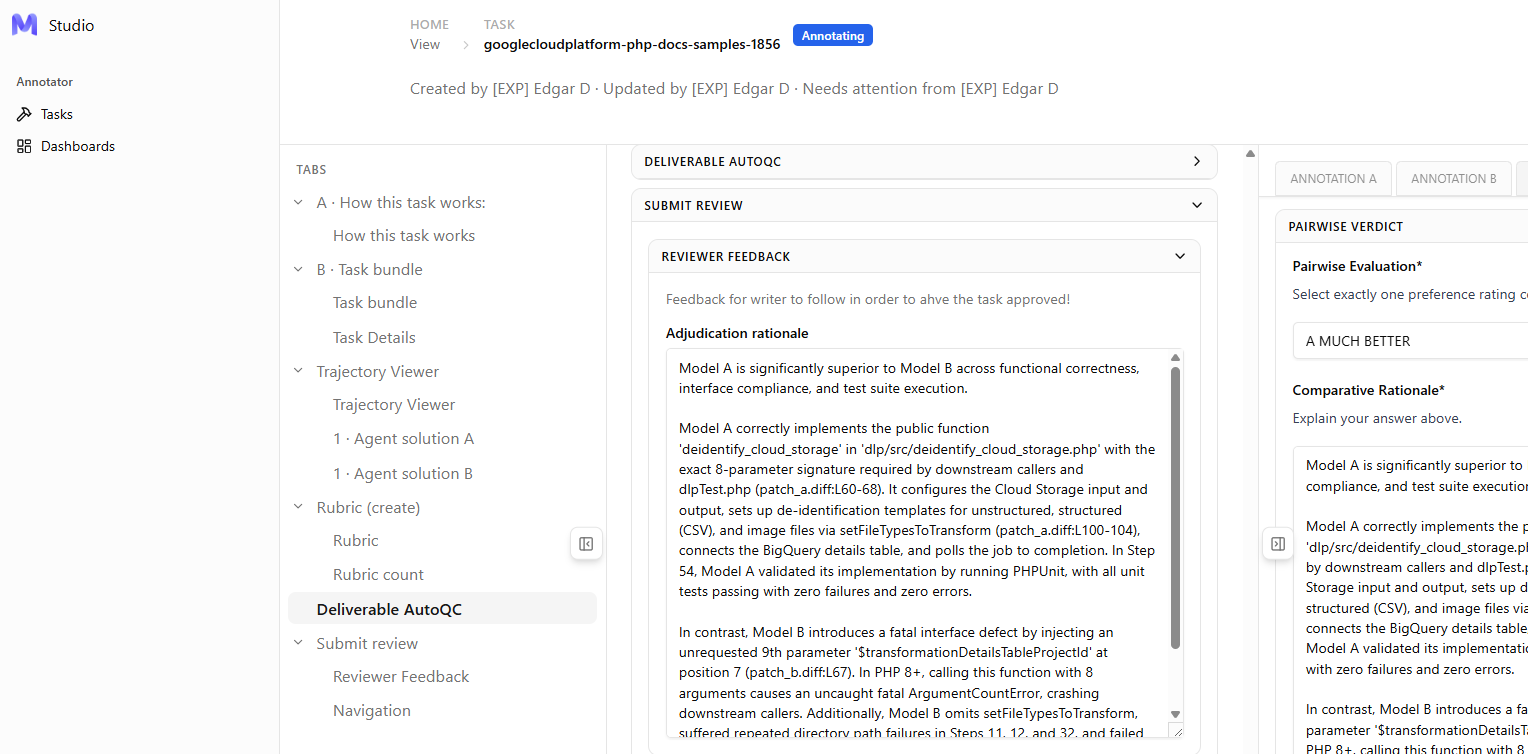 Studio
Annotator
Tasks
Dashboards
HOME
View
TASK
googlecloudplatform-php-docs-samples-1856
Annotating
Created by [EXP] Edgar D · Updated by [EXP] Edgar D · Needs attention from [EXP] Edgar D
TABS
A · How this task works:
How this task works
B · Task bundle
Task bundle
Task Details
Trajectory Viewer
Trajectory Viewer
1 · Agent solution A
1 · Agent solution B
Rubric (create)
Rubric
Rubric count
Deliverable AutoQC
Submit review
Reviewer Feedback
Navigation
DELIVERABLE AUTOQC
SUBMIT REVIEW
REVIEWER FEEDBACK
Feedback for writer to follow in order to ahve the task approved!
Adjudication rationale
Model A is significantly superior to Model B across functional correctness,
interface compliance, and test suite execution.
Model A correctly implements the public function
'deidentify_cloud_storage' in 'dlp/src/deidentify_cloud_storage.php' with the
exact 8-parameter signature required by downstream callers and
dlpTest.php (patch_a.diff:L60-68). It configures the Cloud Storage input and
output, sets up de-identification templates for unstructured, structured
(CSV), and image files via setFileTypesToTransform (patch_a.diff:L100-104),
connects the BigQuery details table, and polls the job to completion. In Step
54, Model A validated its implementation by running PHPUnit, with all unit
tests passing with zero failures and zero errors.
In contrast, Model B introduces a fatal interface defect by injecting an
unrequested 9th parameter '$transformationDetailsTableProjectId' at
position 7 (patch_b.diff:L67). In PHP 8+, calling this function with 8
arguments causes an uncaught fatal ArgumentCountError, crashing
downstream callers. Additionally, Model B omits setFileTypesToTransform,
suffered repeated directory path failures in Steps 11, 12, and 32, and failed
ANNOTATION A
ANNOTATION B
PAIRWISE VERDICT
Pairwise Evaluation*
Select exactly one preference rating
A MUCH BETTER
Comparative Rationale*
Explain your answer above.
Model A is significantly superior to
compliance, and test suite execution
Model A correctly implements the
'dlp/src/deidentify_cloud_storage.ph
by downstream callers and dlpTest.p
Storage input and output, sets up d
structured (CSV), and image files via
connects the BigQuery details table,
Model A validated its implementatio
with zero failures and zero errors.
In contrast, Model B introduces a fa
parameter '$transformationDetailsTa
PHP 8+, calling this function with 8